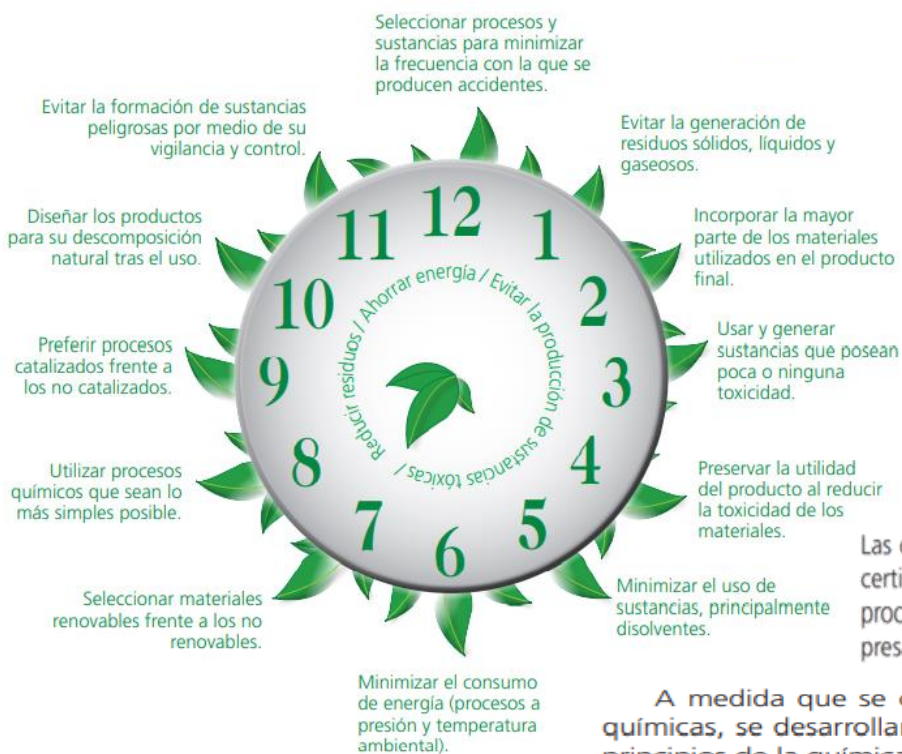 Seleccionar procesos y
sustancias para minimizar
la frecuencia con la que se
producen accidentes.
Evitar la generación de
residuos sólidos, líquidos y
gaseosos.
Incorporar la mayor
parte de los materiales
utilizados en el producto
final.
Usar y generar
sustancias que posean
poca o ninguna
toxicidad.
Preservar la utilidad
del producto al reducir
la toxicidad de los
materiales.
Minimizar el uso de
sustancias, principalmente
disolventes.
Minimizar el consumo
de energía (procesos a
presión y temperatura
ambiental).
Seleccionar materiales
renovables frente a los no
renovables.
Utilizar procesos
químicos que sean lo
más simples posible.
Preferir procesos
catalizados frente a
los no catalizados.
Diseñar los productos
para su descomposición
natural tras el uso.
Evitar la formación de sustancias
peligrosas por medio de su
vigilancia y control.
12
1
2
3
4
5
6
7
8
9
10
11
Reducir residuos / Ahorrar energía / Evitar la producción de sustancias tóxicas /
Las
certi
proc
pres
A medida que se
químicas, se desarrollar
principios de la química